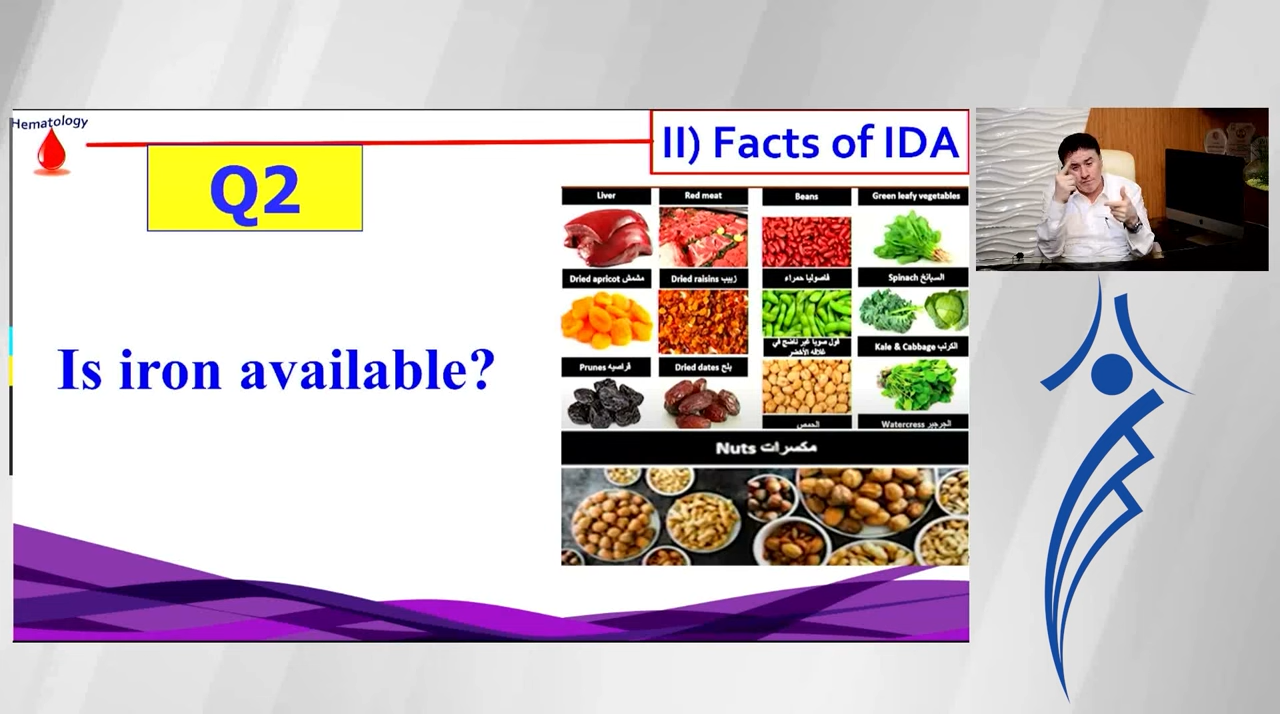 Hematology
II) Facts of IDA
Q2
Is iron available?
Liver
Red meat
Beans
Green leafy vegetables
Dried apricot مشمش
Dried raisins زبيب
فاصوليا حمراء
Spinach السبانخ
فول صويا غير ناضج في
غلافه الأخضر
Kale & Cabbage الكرنب
Prunes قراصيه
Dried dates بلح
الحمص
Watercress الجرجير
Nuts مكسرات